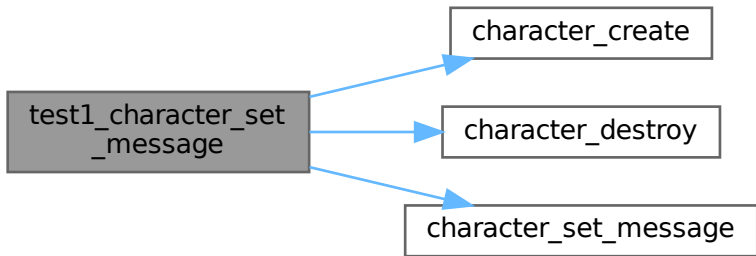 test1_character_set
_message
character_create
character_destroy
character_set_message